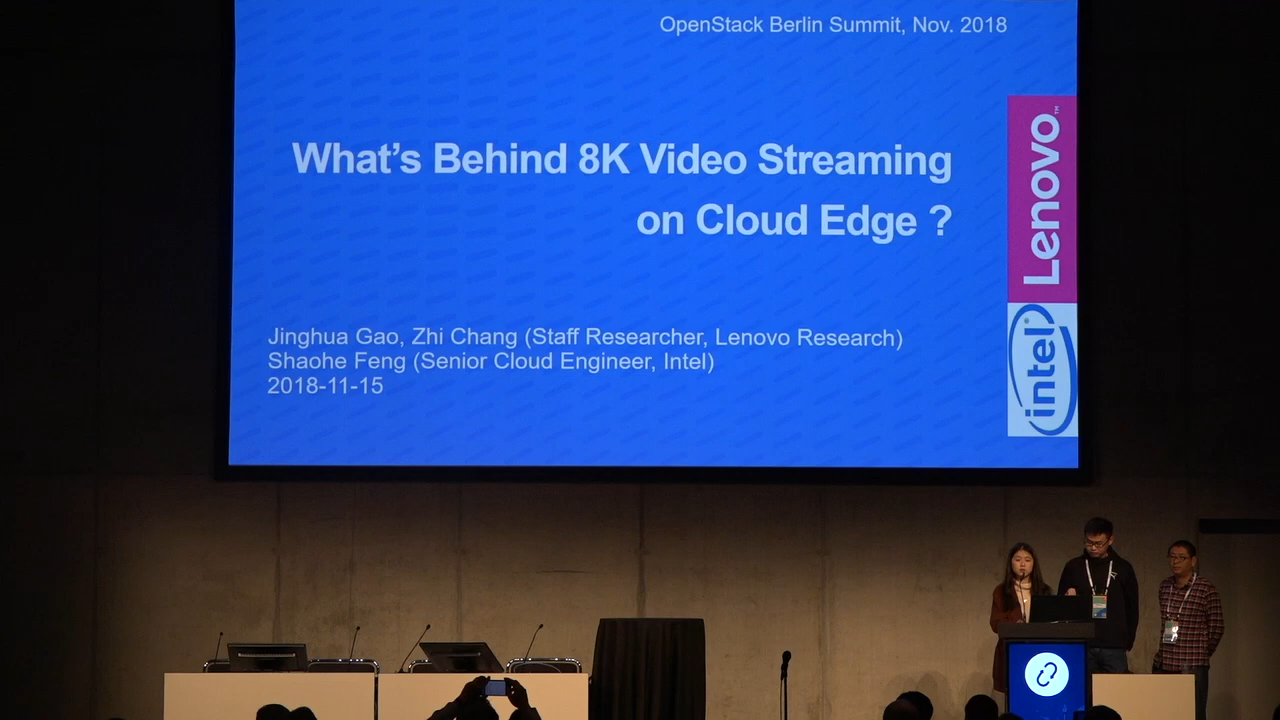 OpenStack Berlin Summit, Nov. 2018
What's Behind 8K Video Streaming
on Cloud Edge ?
Lenovo™
intel®
Jinghua Gao, Zhi Chang (Staff Researcher, Lenovo Research)
Shaohe Feng (Senior Cloud Engineer, Intel)
2018-11-15